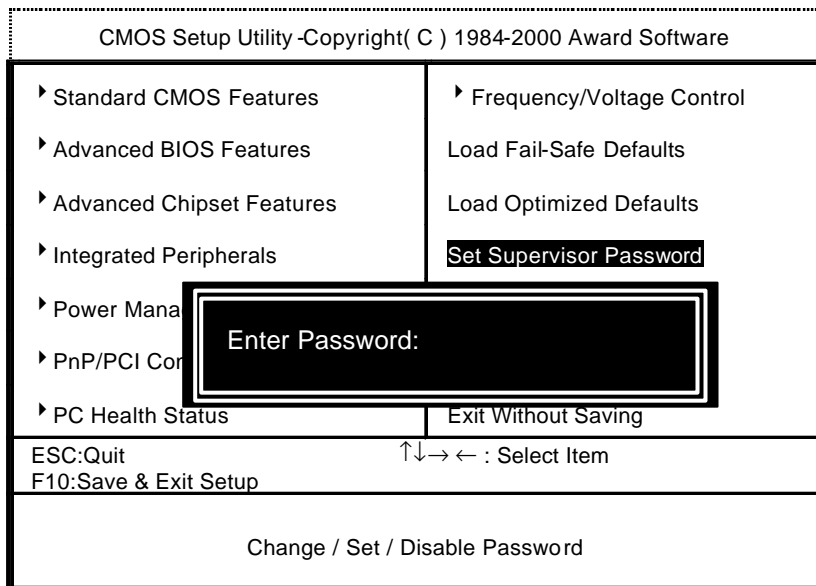 CMOS Setup Utility -Copyright( C ) 1984-2000 Award Software
Standard CMOS Features
Advanced BIOS Features
Advanced Chipset Features
Integrated Peripherals
Power Mana
PnP/PCI Con
PC Health Status
Frequency/Voltage Control
Load Fail-Safe Defaults
Load Optimized Defaults
Set Supervisor Password
Exit Without Saving
Enter Password:
ESC:Quit ↑↓→ ← : Select Item
F10:Save & Exit Setup
Change / Set / Disable Password